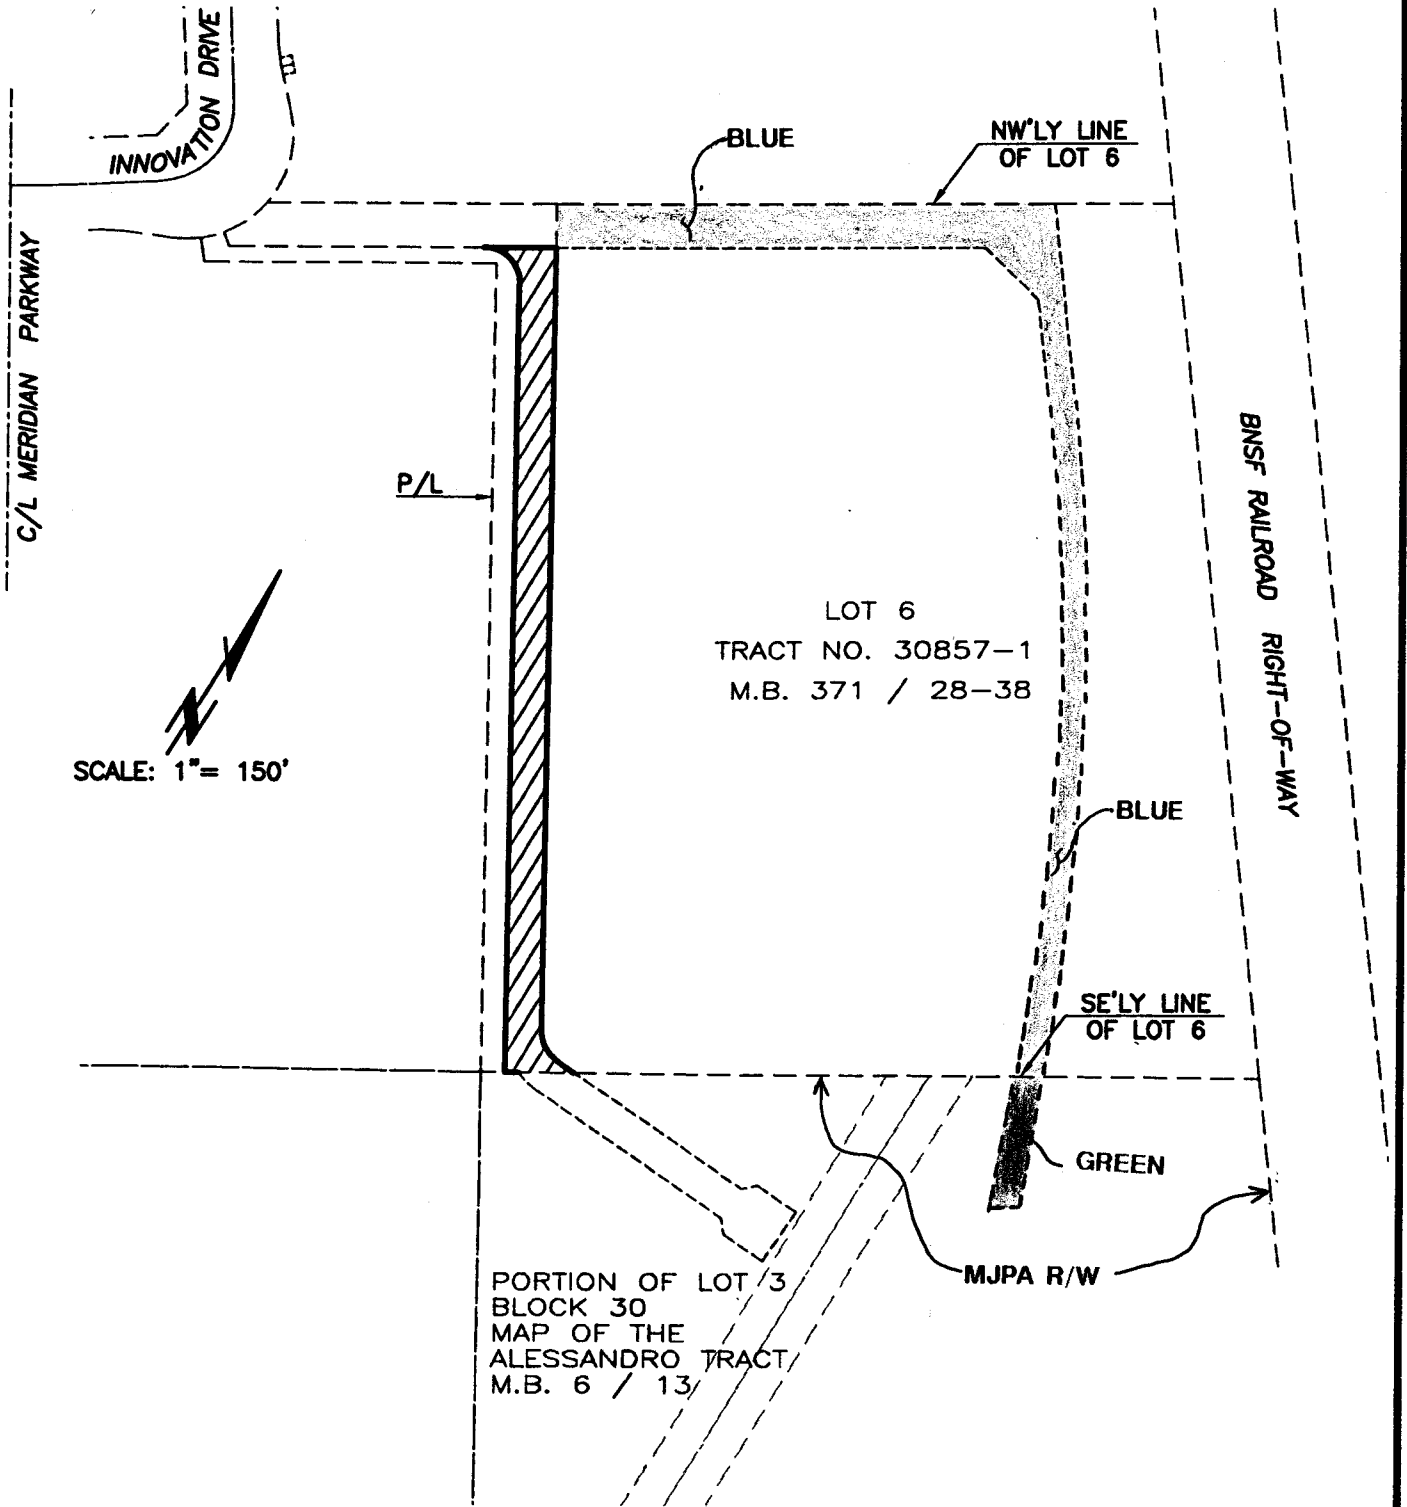 INNOVATION DRIVE
BLUE
NW'LY LINE
OF LOT 6
C/L MERIDIAN PARKWAY
P/L
BNSF RAILROAD RIGHT-OF-WAY
LOT 6
TRACT NO. 30857-1
M.B. 371 / 28-38
N
SCALE: 1"= 150'
BLUE
SE'LY LINE
OF LOT 6
GREEN
MJPA R/W
PORTION OF LOT 3
BLOCK 30
MAP OF THE
ALESSANDRO TRACT
M.B. 6 / 13